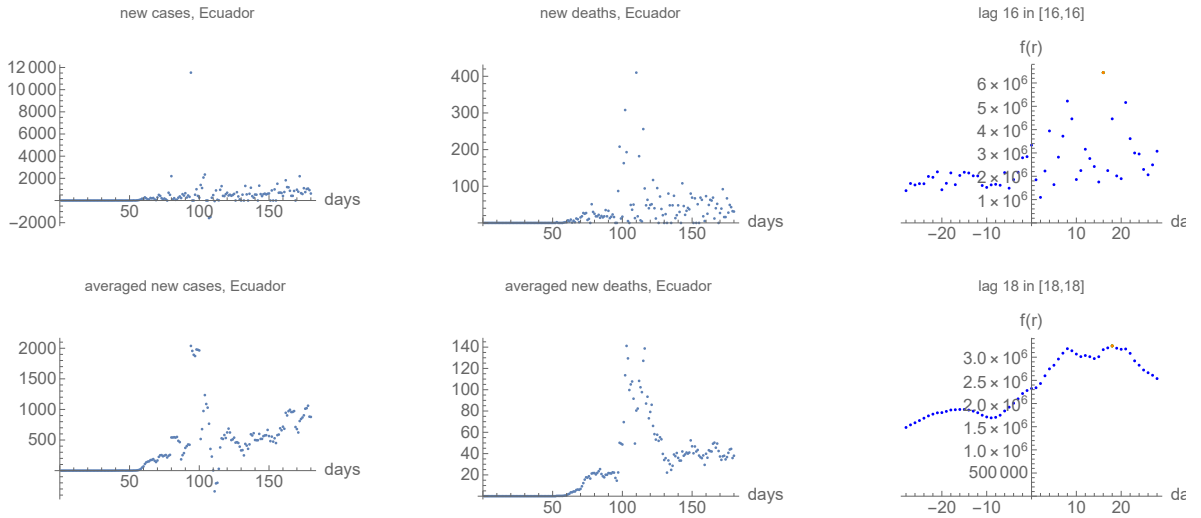 new cases, Ecuador
12 000
10 000
8000
6000
4000
2000
−2000
50
100
150
days
new deaths, Ecuador
400
300
200
100
50
100
150
days
lag 16 in [16,16]
f(r)
6 × 10^6
5 × 10^6
4 × 10^6
3 × 10^6
2 × 10^6
1 × 10^6
−20
−10
10
20
averaged new cases, Ecuador
2000
1500
1000
500
50
100
150
days
averaged new deaths, Ecuador
140
120
100
80
60
40
20
50
100
150
days
lag 18 in [18,18]
f(r)
3.0 × 10^6
2.5 × 10^6
2.0 × 10^6
1.5 × 10^6
1.0 × 10^6
500 000
−20
−10
10
20